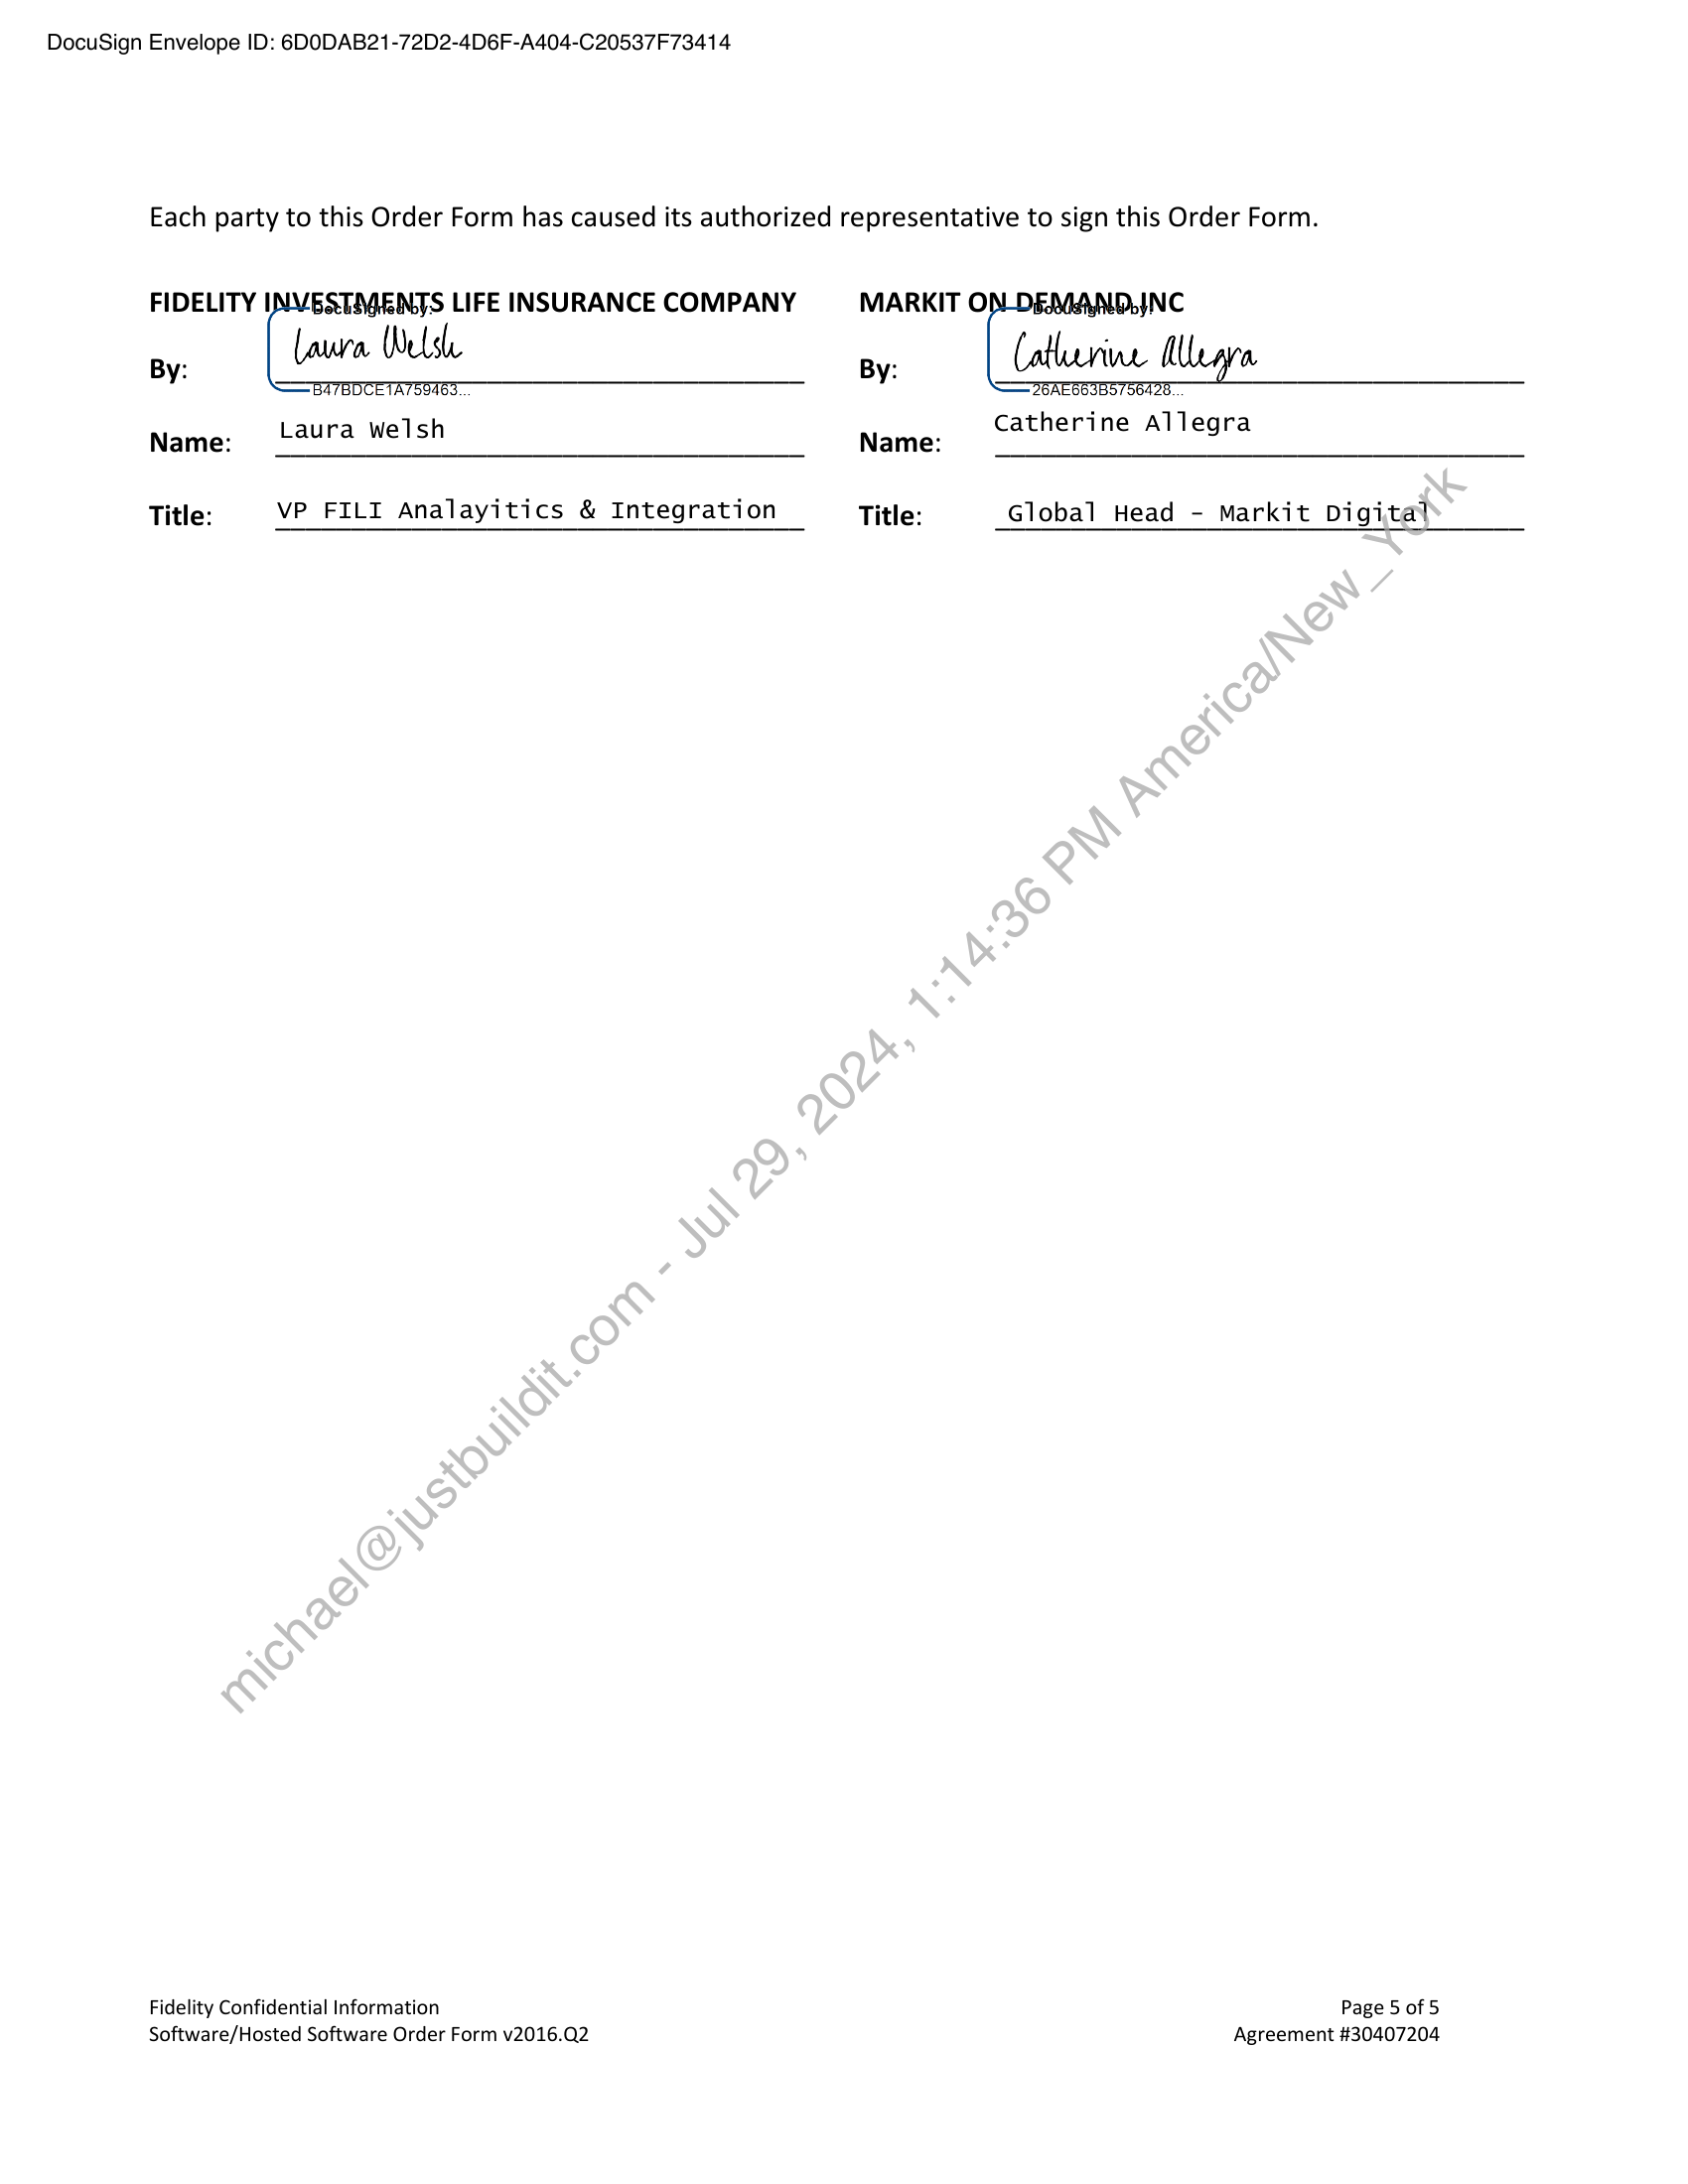 DocuSign Envelope ID: 6D0DAB21-72D2-4D6F-A404-C20537F73414
Each party to this Order Form has caused its authorized representative to sign this Order Form.
FIDELITY INVESTMENTS LIFE INSURANCE COMPANY
DocuSigned by:
Laura Welsh
By:
B47BDCE1A759463...
Name: Laura Welsh
Title: VP FILI Analayitics & Integration
MARKIT ON DEMAND INC
DocuSigned by:
Catherine Allegra
By:
26AE663B5756428...
Name: Catherine Allegra
Title: Global Head - Markit Digital
michael@justbuildit.com - Jul 29, 2024, 1:14:36 PM America/New_York
Fidelity Confidential Information
Software/Hosted Software Order Form v2016.Q2
Page 5 of 5
Agreement #30407204